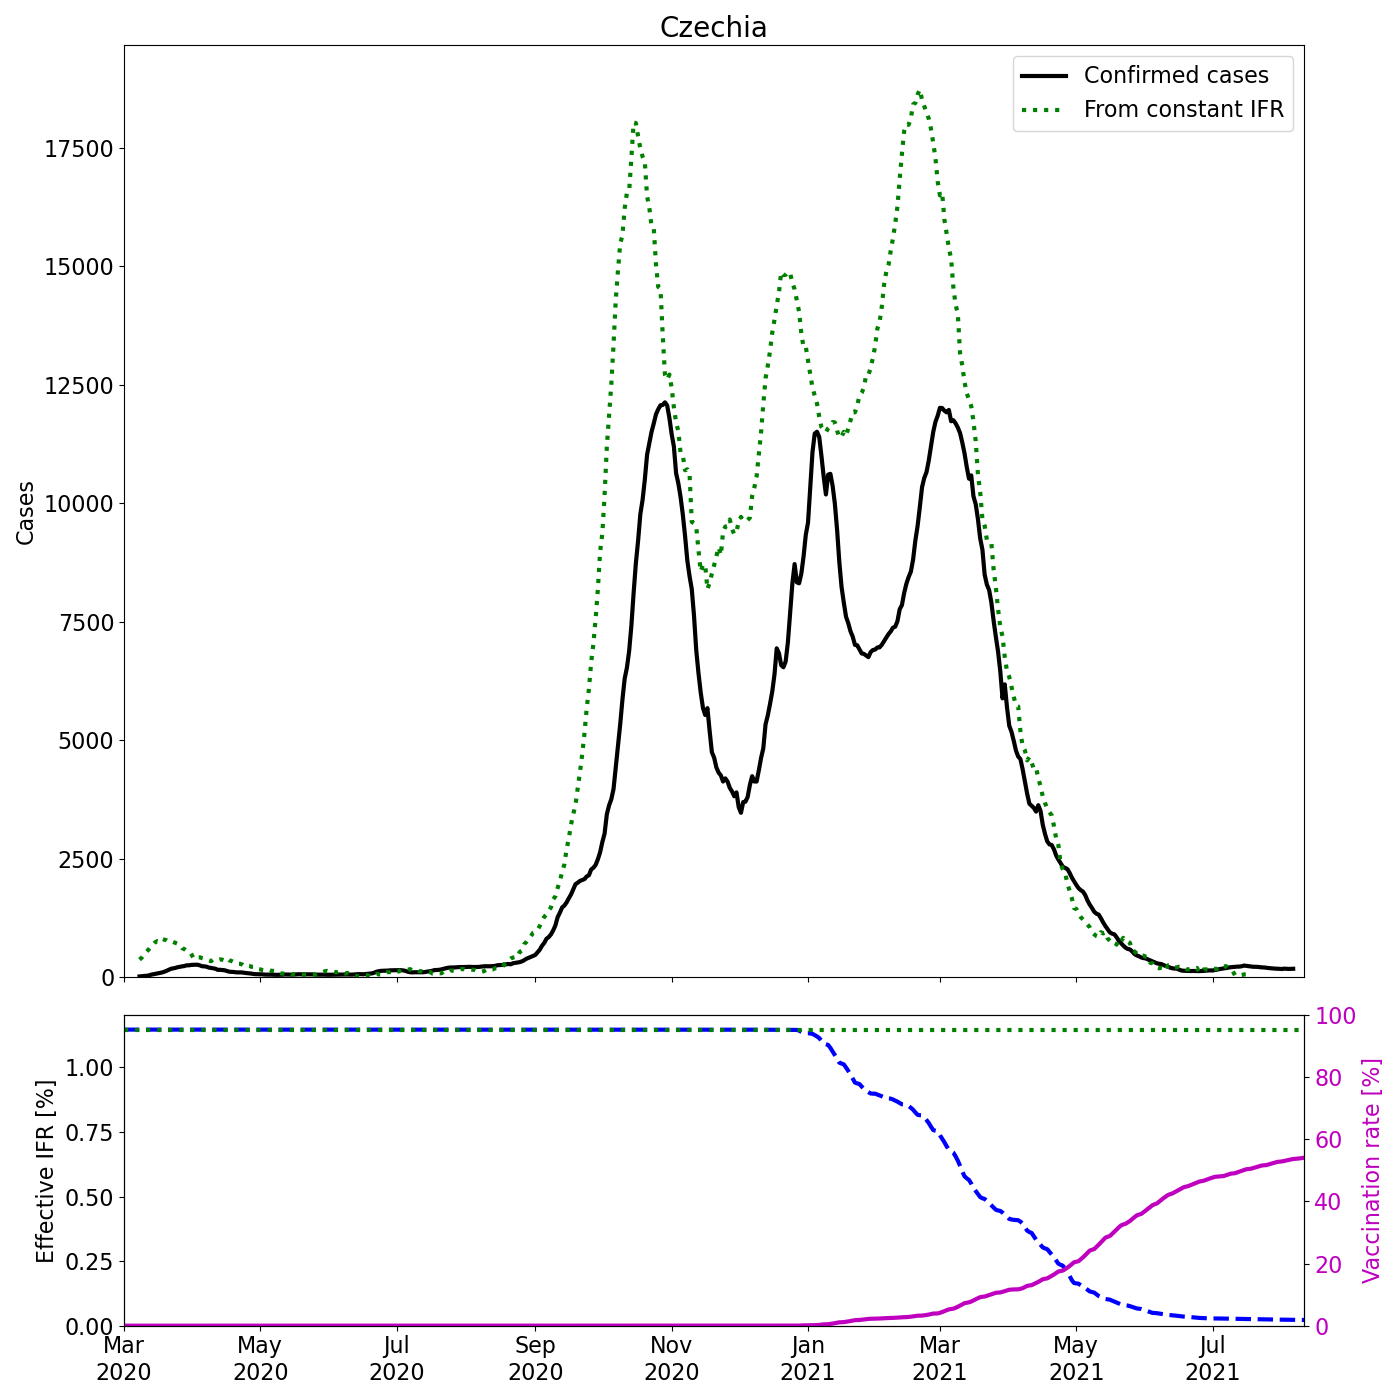 Czechia
Confirmed cases
From constant IFR
Cases
17500
15000
12500
10000
7500
5000
2500
0
Effective IFR [%]
1.00
0.75
0.50
0.25
0.00
Vaccination rate [%]
100
80
60
40
20
0
Mar May Jul Sep Nov Jan Mar May Jul
2020 2020 2020 2020 2020 2021 2021 2021 2021